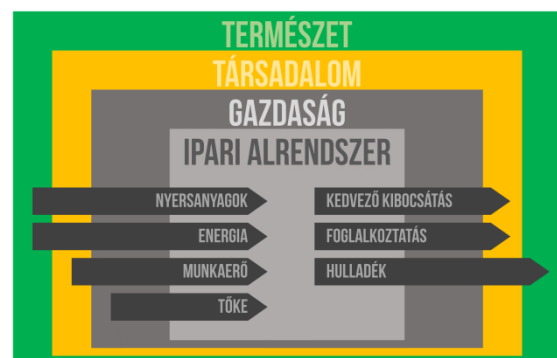 TERMÉSZET
TÁRSADALOM
GAZDASÁG
IPARI ALRENDSZER
NYERSANYAGOK
ENERGIA
MUNKAERŐ
TŐKE
KEDVEZŐ KIBOCSÁTÁS
FOGLALKOZTATÁS
HULLADÉK